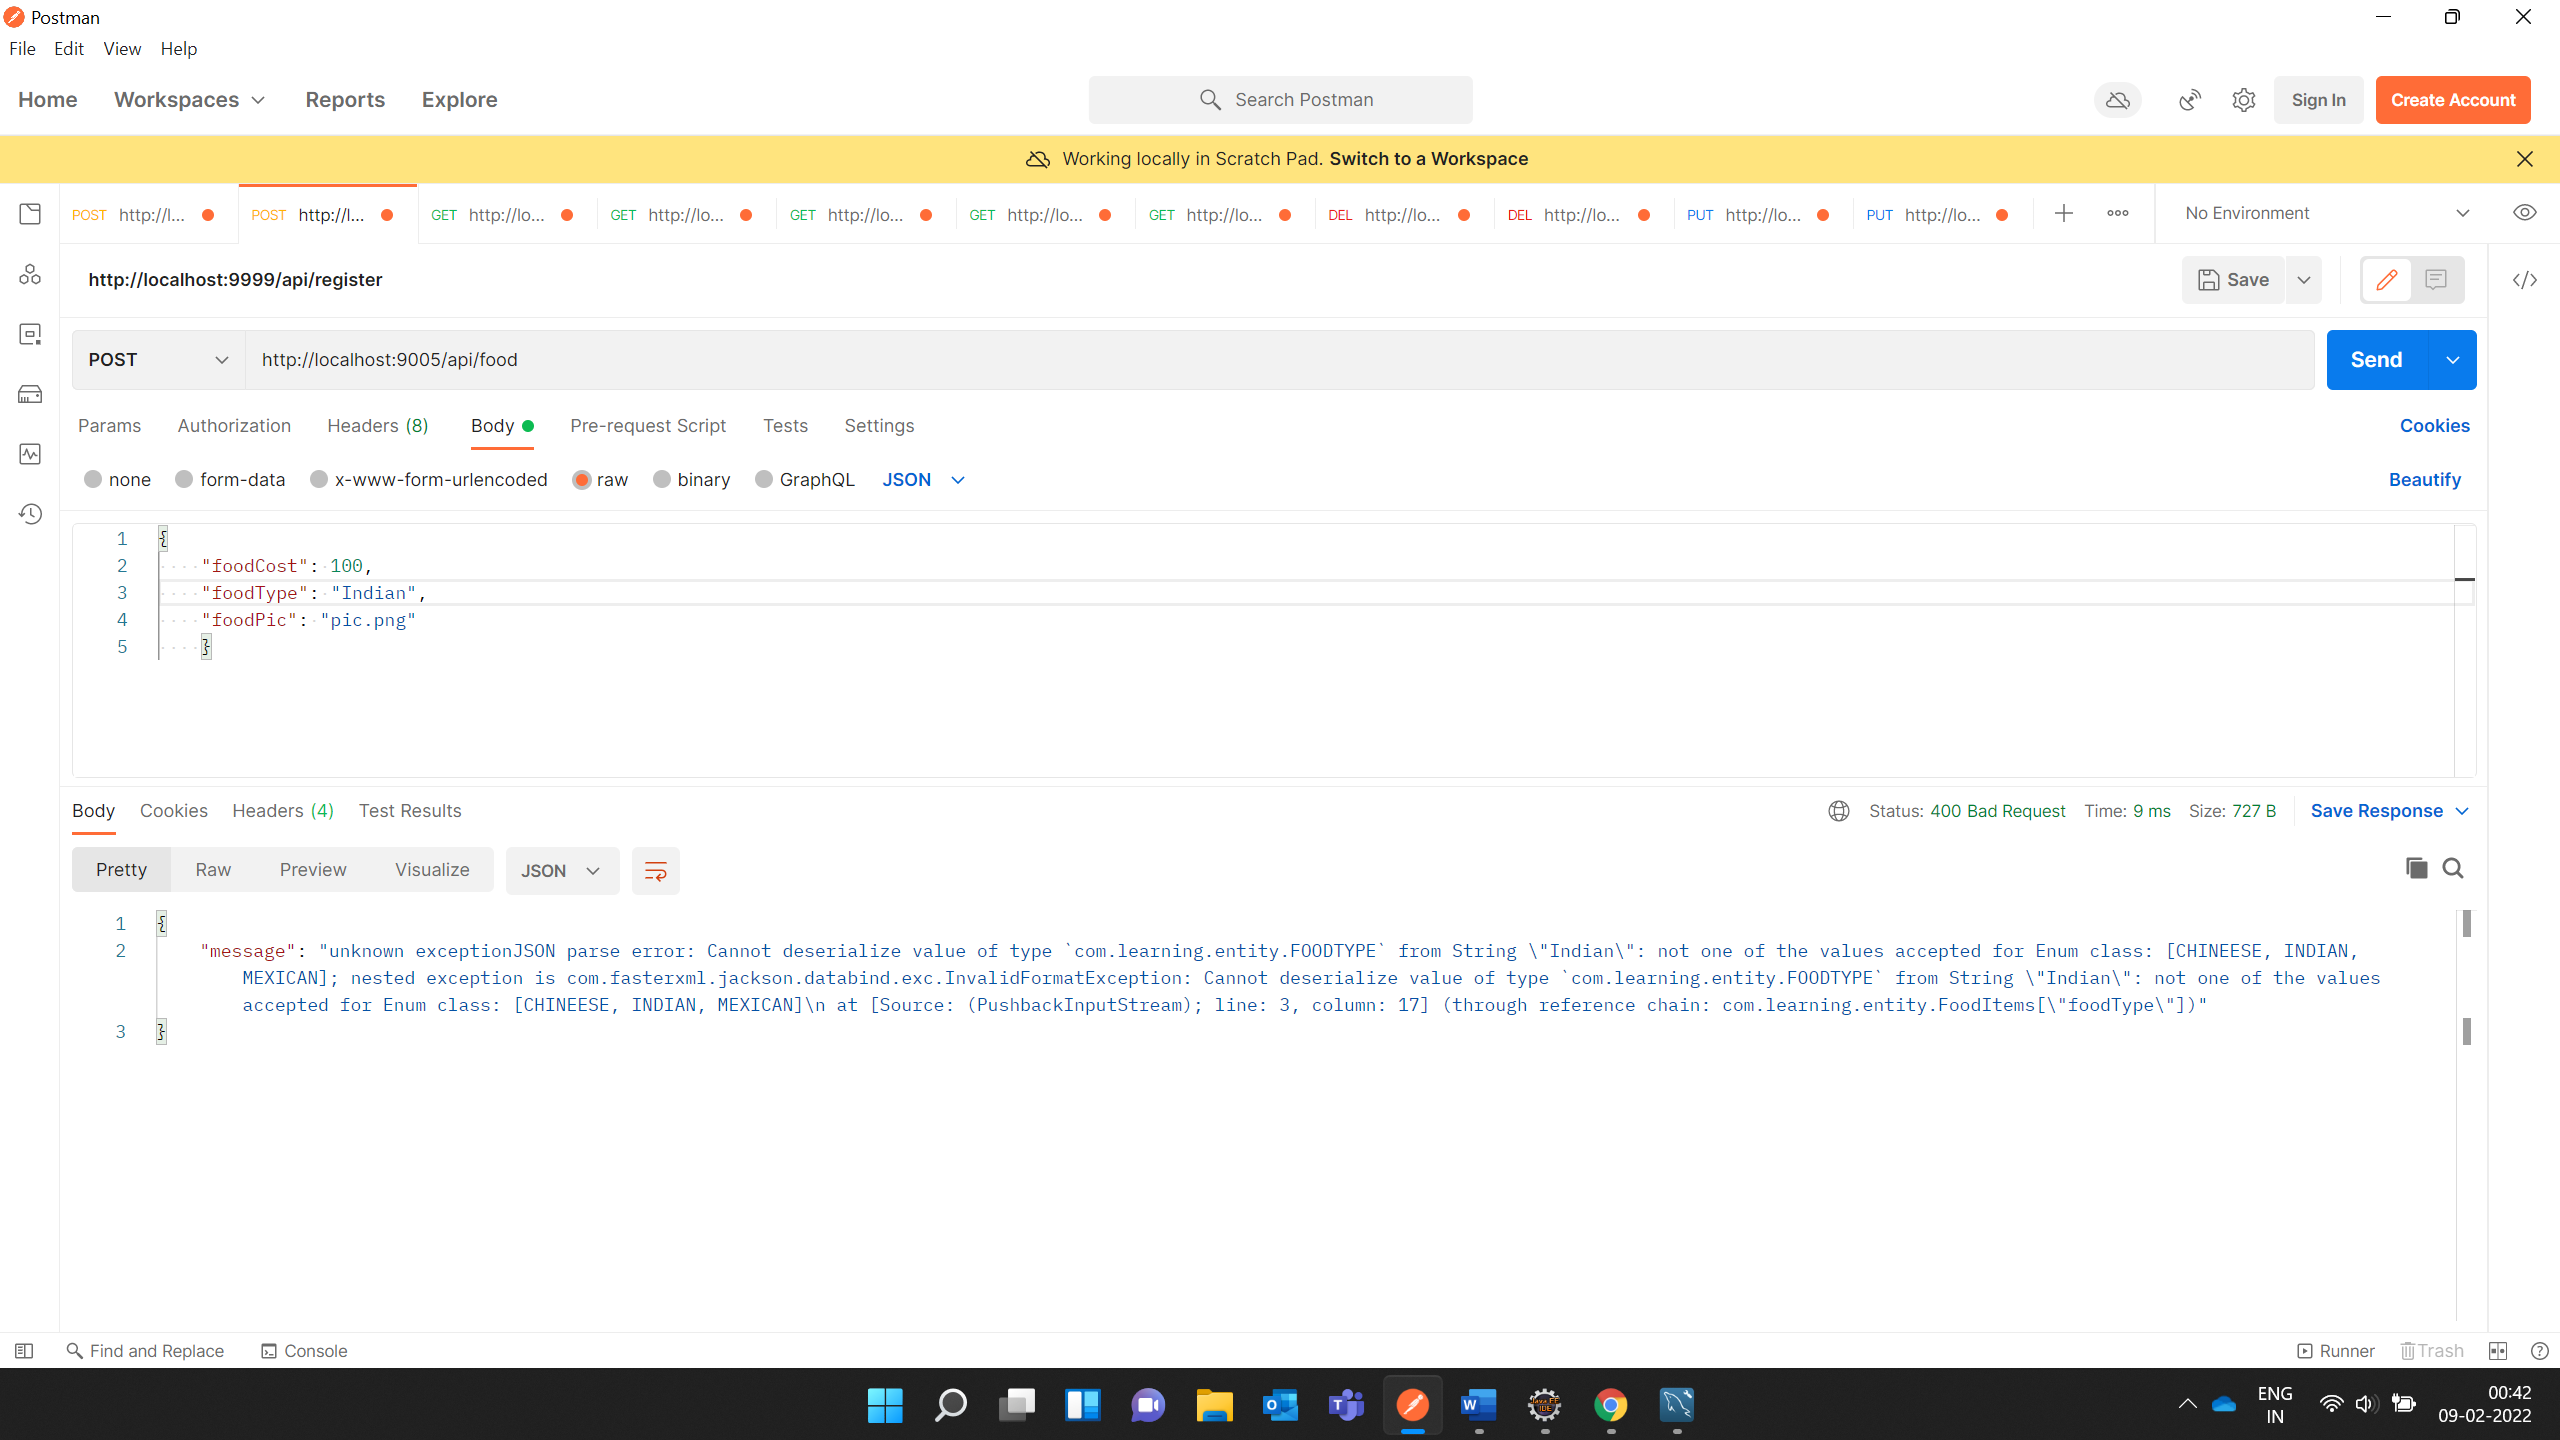 Postman
File Edit View Help
Home Workspaces Reports Explore Search Postman Sign In Create Account
Working locally in Scratch Pad. Switch to a Workspace
POST http://l... POST http://l... GET http://lo... GET http://lo... GET http://lo... GET http://lo... GET http://lo... DEL http://lo... DEL http://lo... PUT http://lo... PUT http://lo... No Environment
http://localhost:9999/api/register Save
POST http://localhost:9005/api/food Send
Params Authorization Headers (8) Body Pre-request Script Tests Settings Cookies
none form-data x-www-form-urlencoded raw binary GraphQL JSON Beautify
1 {
2 "foodCost": 100,
3 "foodType": "Indian",
4 "foodPic": "pic.png"
5 }
Body Cookies Headers (4) Test Results Status: 400 Bad Request Time: 9 ms Size: 727 B Save Response
Pretty Raw Preview Visualize JSON
1 {
2 "message": "unknown exceptionJSON parse error: Cannot deserialize value of type `com.learning.entity.FOODTYPE` from String \"Indian\": not one of the values accepted for Enum class: [CHINEESE, INDIAN,
MEXICAN]; nested exception is com.fasterxml.jackson.databind.exc.InvalidFormatException: Cannot deserialize value of type `com.learning.entity.FOODTYPE` from String \"Indian\": not one of the values
accepted for Enum class: [CHINEESE, INDIAN, MEXICAN]\n at [Source: (PushbackInputStream); line: 3, column: 17] (through reference chain: com.learning.entity.FoodItems[\"foodType\"])"
3 }
Find and Replace Console Runner Trash
ENG
IN
00:42
09-02-2022